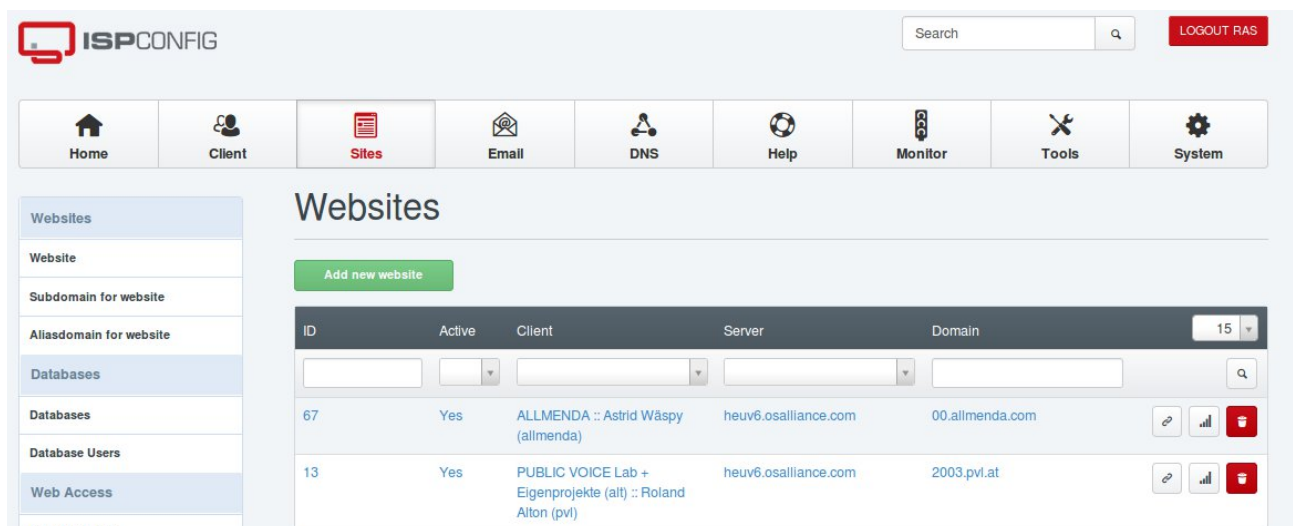 ISPCONFIG
Search
LOGOUT RAS
Home
Client
Sites
Email
DNS
Help
Monitor
Tools
System
Websites
Website
Subdomain for website
Aliasdomain for website
Databases
Databases
Database Users
Web Access
Websites
Add new website
ID Active Client Server Domain 15
67 Yes ALLMENDA :: Astrid Wäspy heuv6.osalliance.com 00.allmenda.com
(allmenda)
13 Yes PUBLIC VOICE Lab + heuv6.osalliance.com 2003.pvl.at
Eigenprojekte (alt) :: Roland
Alton (pvl)